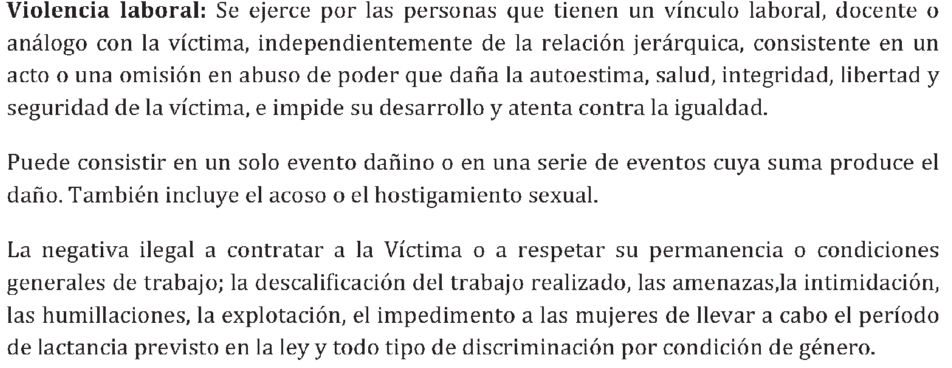 Violencia laboral: Se ejerce por las personas que tienen un vínculo laboral, docente o
análogo con la víctima, independientemente de la relación jerárquica, consistente en un
acto o una omisión en abuso de poder que daña la autoestima, salud, integridad, libertad y
seguridad de la víctima, e impide su desarrollo y atenta contra la igualdad.
Puede consistir en un solo evento dañino o en una serie de eventos cuya suma produce el
daño. También incluye el acoso o el hostigamiento sexual.
La negativa ilegal a contratar a la Víctima o a respetar su permanencia o condiciones
generales de trabajo; la descalificación del trabajo realizado, las amenazas,la intimidación,
las humillaciones, la explotación, el impedimento a las mujeres de llevar a cabo el período
de lactancia previsto en la ley y todo tipo de discriminación por condición de género.